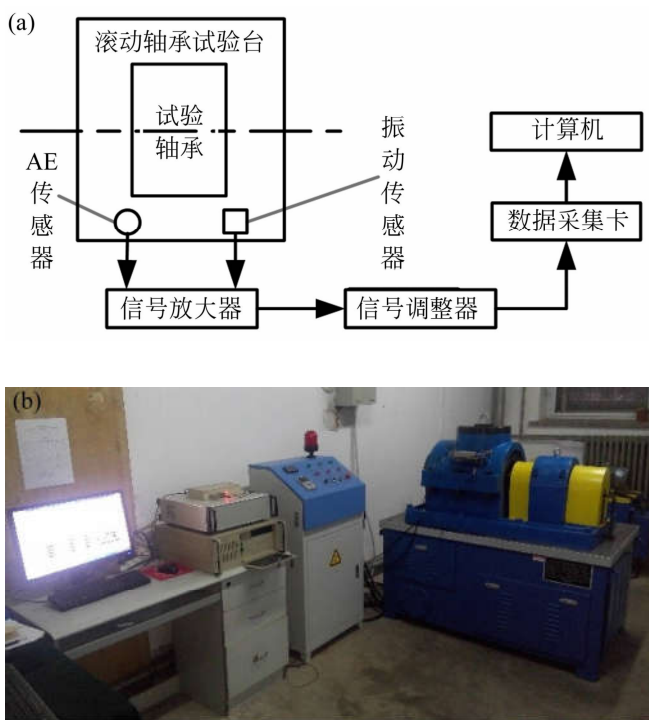 (a)
滚动轴承试验台
试验
轴承
振动传感器
计算机
AE
传感器
数据采集卡
信号放大器
信号调整器
(b)